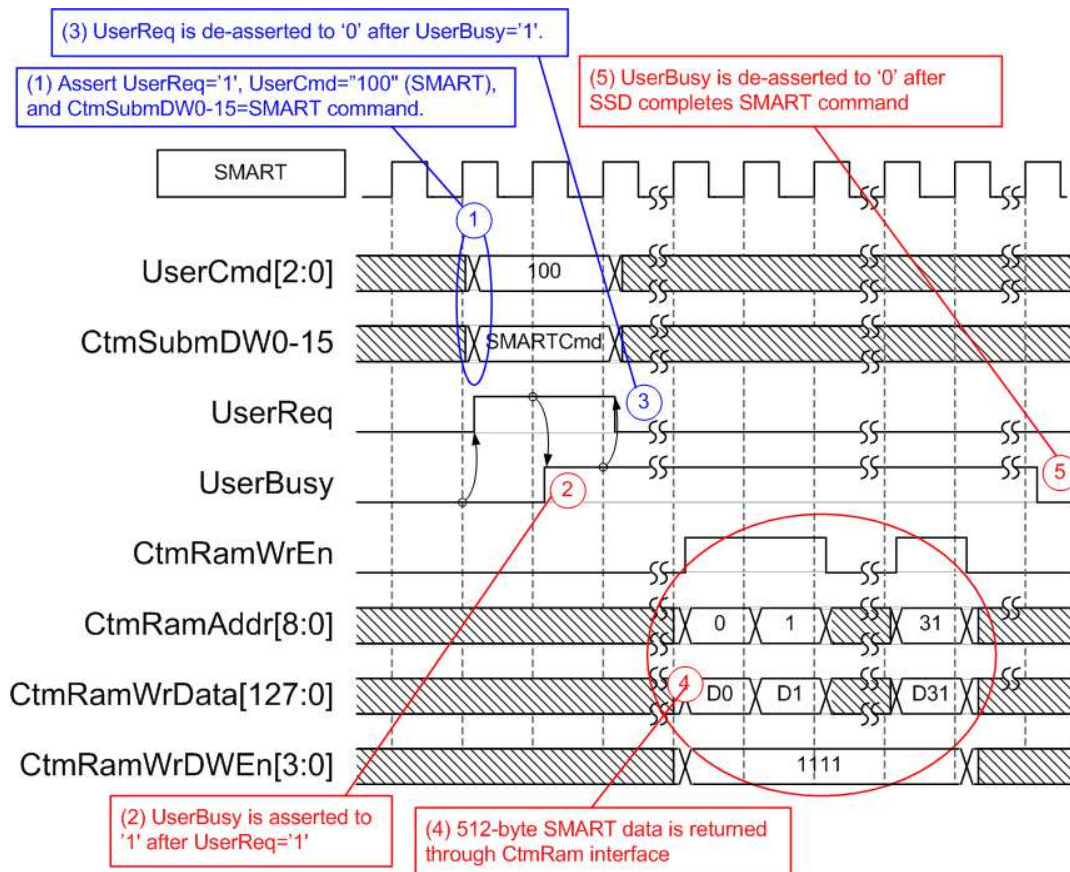 (3) UserReq is de-asserted to ‘0’ after UserBusy=’1’.
(1) Assert UserReq=’1’, UserCmd=”100” (SMART),
and CtmSubmDW0-15=SMART command.
(5) UserBusy is de-asserted to ‘0’ after
SSD completes SMART command
SMART
1
UserCmd[2:0]
100
CtmSubmDW0-15
SMARTCmd
UserReq
3
UserBusy
2
5
CtmRamWrEn
CtmRamAddr[8:0]
0
1
31
CtmRamWrData[127:0]
4
D0
D1
D31
CtmRamWrDWEn[3:0]
1111
(2) UserBusy is asserted to
’1’ after UserReq=’1’
(4) 512-byte SMART data is returned
through CtmRam interface